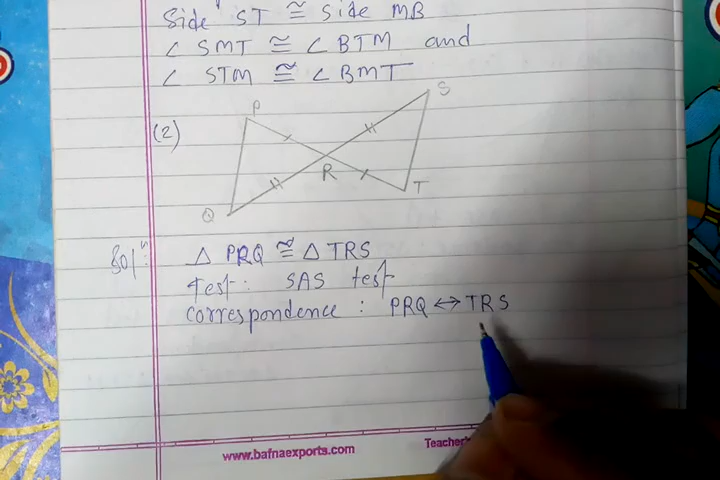 Side ST ≅ Side MB
∠ SMT ≅ ∠ BTM and
∠ STM ≅ ∠ BMT
(2)
P
S
R
T
Q
Solⁿ: △ PRQ ≅ △ TRS
Test: SAS test
correspondence : PRQ ↔ TRS
www.bafnaexports.com
Teacher